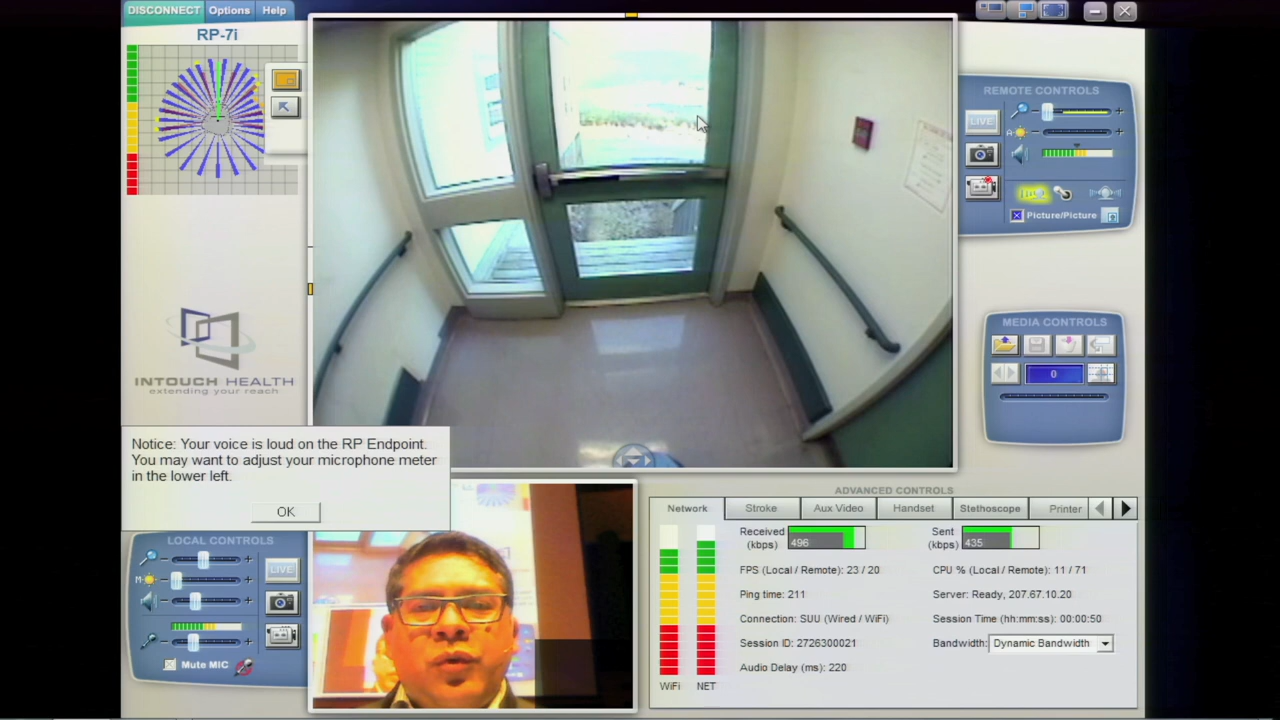 DISCONNECT Options Help
RP-7i
REMOTE CONTROLS
LIVE
Picture/Picture
INTOUCH HEALTH
extending your reach
MEDIA CONTROLS
0
Notice: Your voice is loud on the RP Endpoint.
You may want to adjust your microphone meter
in the lower left.
OK
LOCAL CONTROLS
LIVE
Mute MIC
ADVANCED CONTROLS
Network Stroke Aux Video Handset Stethoscope Printer
Received (kbps) 496 Sent (kbps) 435
FPS (Local / Remote): 23 / 20 CPU % (Local / Remote): 11 / 71
Ping time: 211 Server: Ready, 207.67.10.20
Connection: SUU (Wired / WiFi) Session Time (hh:mm:ss): 00:00:50
Session ID: 2726300021 Bandwidth: Dynamic Bandwidth
Audio Delay (ms): 220
WiFi NET